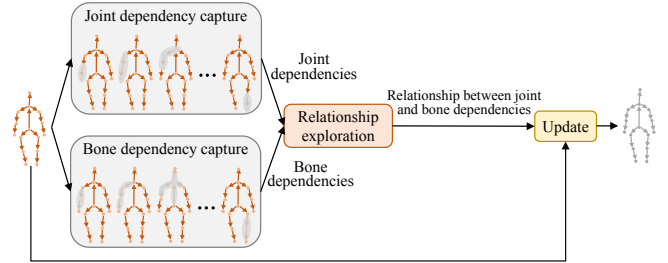 Joint dependency capture
Joint
dependencies
Relationship between joint
and bone dependencies
Relationship
exploration
Update
Bone dependency capture
Bone
dependencies